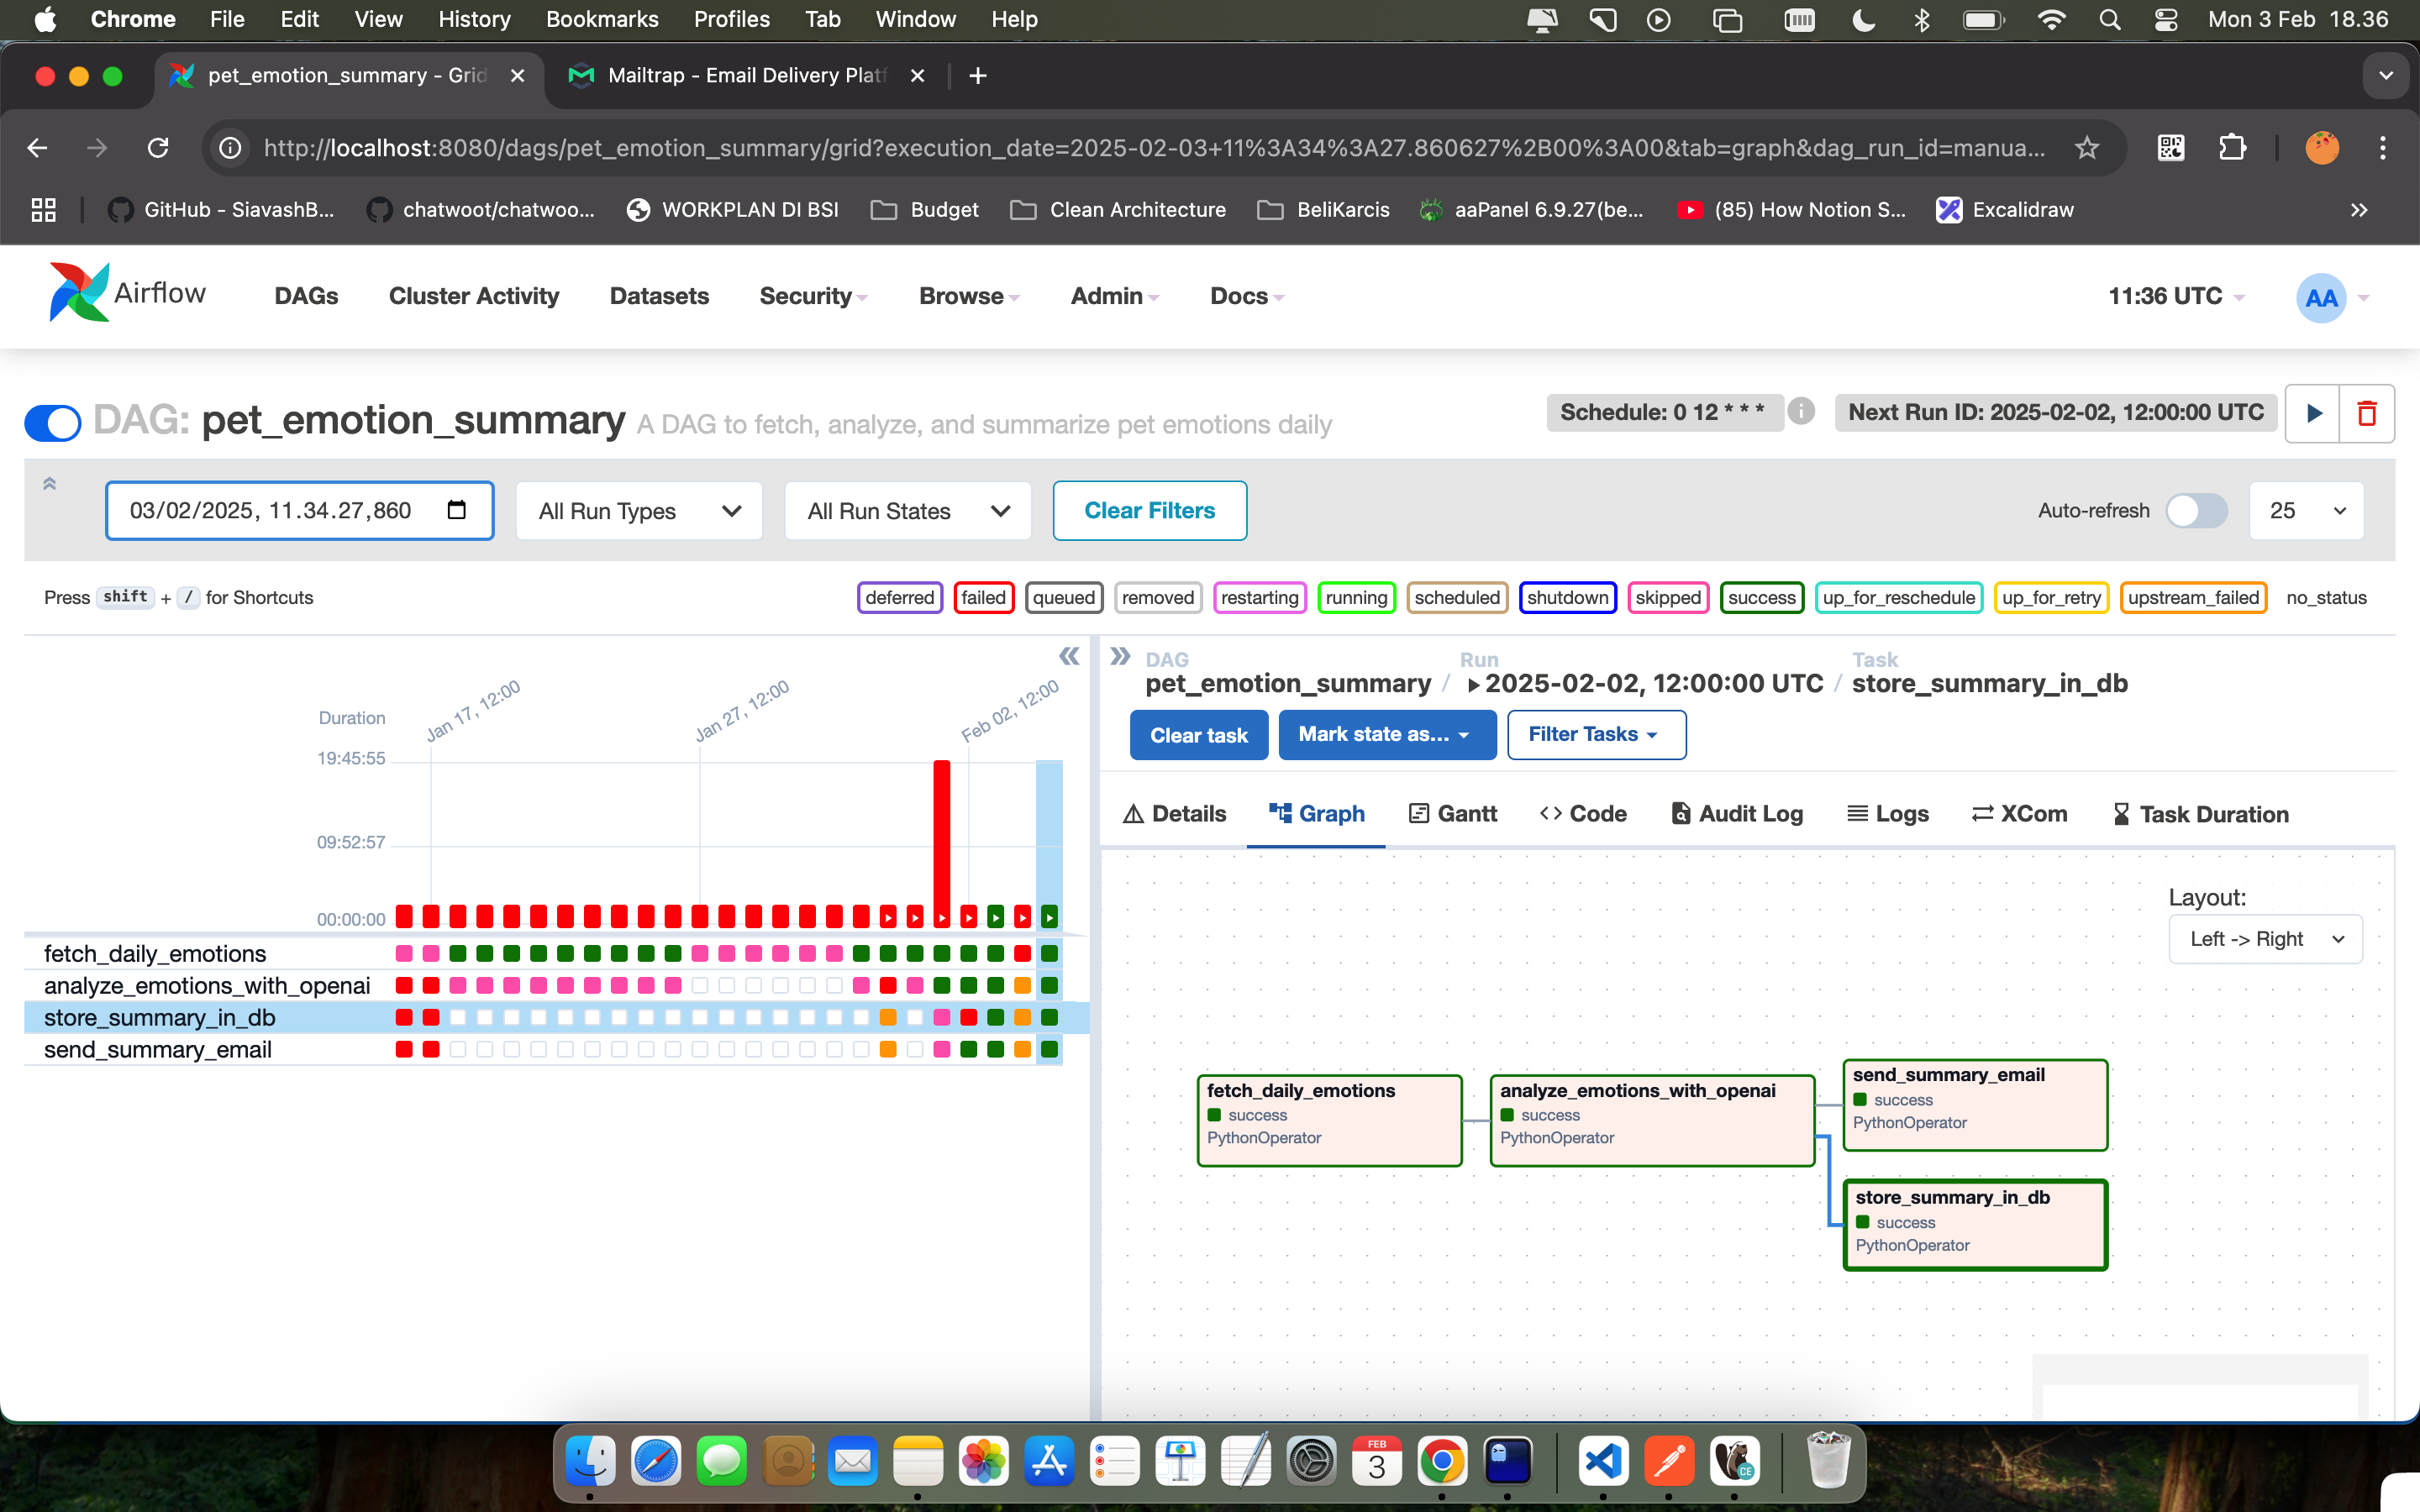 Chrome File Edit View History Bookmarks Profiles Tab Window Help Mon 3 Feb 18.36
pet_emotion_summary - Grid Mailtrap - Email Delivery Platf
http://localhost:8080/dags/pet_emotion_summary/grid?execution_date=2025-02-03+11%3A34%3A27.860627%2B00%3A00&tab=graph&dag_run_id=manua...
GitHub - SiavashB... chatwoot/chatwoo... WORKPLAN DI BSI Budget Clean Architecture BeliKarcis aaPanel 6.9.27(be... (85) How Notion S... Excalidraw
Airflow DAGs Cluster Activity Datasets Security Browse Admin Docs 11:36 UTC AA
DAG: pet_emotion_summary A DAG to fetch, analyze, and summarize pet emotions daily Schedule: 0 12 * * * i Next Run ID: 2025-02-02, 12:00:00 UTC
03/02/2025, 11.34.27,860 All Run Types All Run States Clear Filters Auto-refresh 25
Press shift + / for Shortcuts deferred failed queued removed restarting running scheduled shutdown skipped success up_for_reschedule up_for_retry upstream_failed no_status
DAG Run Task
pet_emotion_summary / 2025-02-02, 12:00:00 UTC / store_summary_in_db
Clear task Mark state as... Filter Tasks
Details Graph Gantt Code Audit Log Logs XCom Task Duration
Jan 17, 12:00 Jan 27, 12:00 Feb 02, 12:00
Duration
19:45:55
09:52:57
00:00:00
fetch_daily_emotions
analyze_emotions_with_openai
store_summary_in_db
send_summary_email
Layout:
Left -> Right
fetch_daily_emotions
success
PythonOperator
analyze_emotions_with_openai
success
PythonOperator
send_summary_email
success
PythonOperator
store_summary_in_db
success
PythonOperator
FEB
3
CE